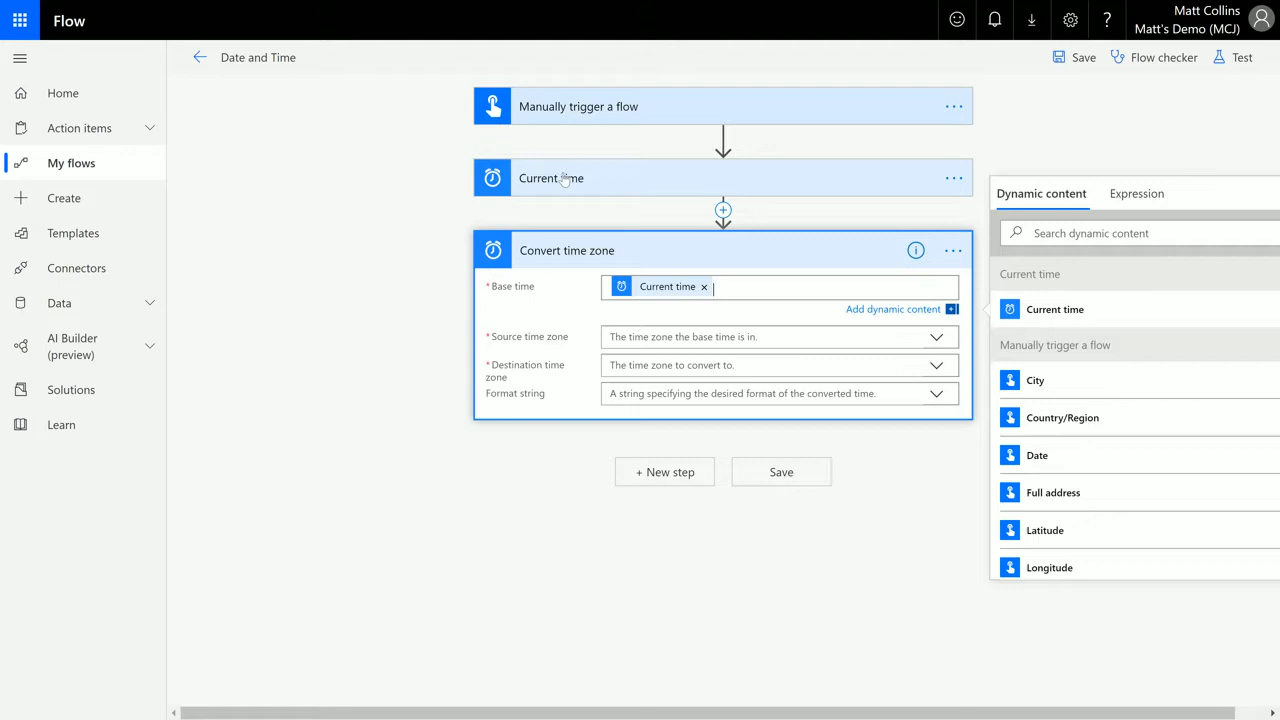 Flow
Matt Collins
Matt's Demo (MCJ)
Date and Time
Save
Flow checker
Test
Home
Action items
My flows
Create
Templates
Connectors
Data
AI Builder
(preview)
Solutions
Learn
Manually trigger a flow
Current time
Convert time zone
* Base time
Current time
Add dynamic content
* Source time zone
The time zone the base time is in.
* Destination time
zone
The time zone to convert to.
Format string
A string specifying the desired format of the converted time.
+ New step
Save
Dynamic content
Expression
Search dynamic content
Current time
Current time
Manually trigger a flow
City
Country/Region
Date
Full address
Latitude
Longitude